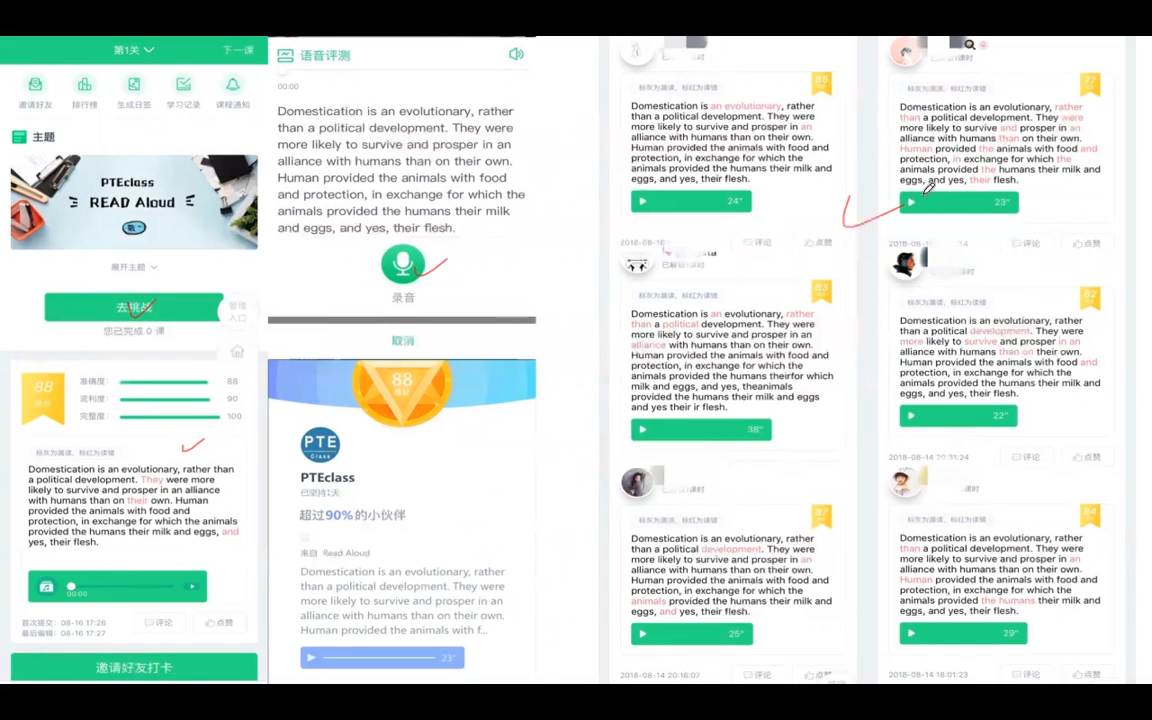 第1关
下一课
邀请好友
排行榜
生成日签
学习记录
课程通知
主题
PTEclass
READ Aloud
展开主题
去挑战
管理
入口
您已完成 0 课
88
准确度：
88
流利度：
90
完整度：
100
标灰为漏读，标红为读错
Domestication is an evolutionary, rather than
a political development. They were more
likely to survive and prosper in an alliance
with humans than on their own. Human
provided the animals with food and
protection, in exchange for which the animals
provided the humans their milk and eggs, and
yes, their flesh.
00:00
首次提交：08-16 17:26
最后编辑：08-16 17:27
评论
点赞
邀请好友打卡
语音评测
00:00
Domestication is an evolutionary, rather
than a political development. They were
more likely to survive and prosper in an
alliance with humans than on their own.
Human provided the animals with food
and protection, in exchange for which the
animals provided the humans their milk
and eggs, and yes, their flesh.
录音
取消
88
PTE
Class
PTEclass
已坚持1天
超过90%的小伙伴
来自 Read Aloud
Domestication is an evolutionary, rather
than a political development. They were
more likely to survive and prosper in an
alliance with humans than on their own.
Human provided the animals with f...
23"
85
标灰为漏读，标红为读错
Domestication is an evolutionary, rather
than a political development. They were
more likely to survive and prosper in an
alliance with humans than on their own.
Human provided the animals with food and
protection, in exchange for which the
animals provided the humans their milk and
eggs, and yes, their flesh.
24"
2018-08-16
评论
点赞
83
标灰为漏读，标红为读错
Domestication is an evolutionary, rather
than a political development. They were
more likely to survive and prosper in an
alliance with humans than on their own.
Human provided the animals with food and
protection, in exchange for which the
animals provided the humans theirfor which
milk and eggs, and yes, theanimals
provided the humans their milk and eggs
and yes their ir flesh.
38"
87
标灰为漏读，标红为读错
Domestication is an evolutionary, rather
than a political development. They were
more likely to survive and prosper in an
alliance with humans than on their own.
Human provided the animals with food and
protection, in exchange for which the
animals provided the humans their milk and
eggs, and yes, their flesh.
25"
2018-08-14 20:16:07
评论
点赞
77
标灰为漏读，标红为读错
Domestication is an evolutionary, rather
than a political development. They were
more likely to survive and prosper in an
alliance with humans than on their own.
Human provided the animals with food and
protection, in exchange for which the
animals provided the humans their milk and
eggs, and yes, their flesh.
23"
评论
点赞
82
标灰为漏读，标红为读错
Domestication is an evolutionary, rather
than a political development. They were
more likely to survive and prosper in an
alliance with humans than on their own.
Human provided the animals with food and
protection, in exchange for which the
animals provided the humans their milk and
eggs, and yes, their flesh.
22"
2018-08-14 20:31:24
评论
点赞
84
标灰为漏读，标红为读错
Domestication is an evolutionary, rather
than a political development. They were
more likely to survive and prosper in an
alliance with humans than on their own.
Human provided the animals with food and
protection, in exchange for which the
animals provided the humans their milk and
eggs, and yes, their flesh.
29"
2018-08-14 18:01:23
评论
点赞